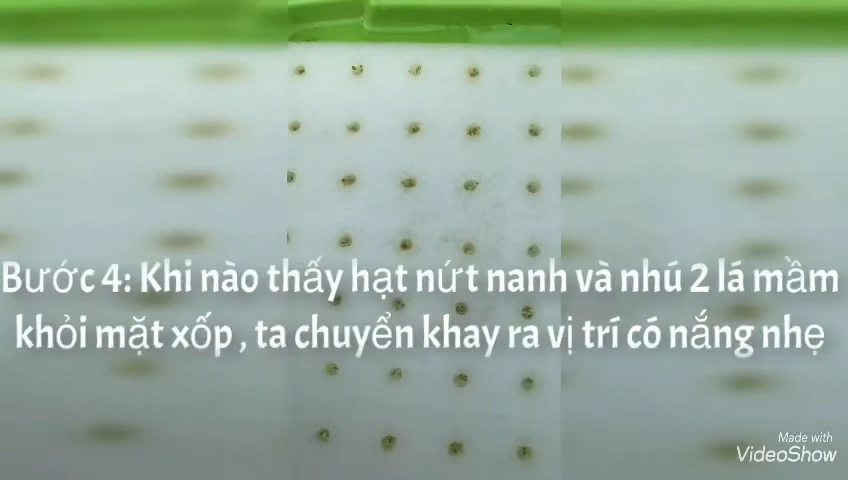 Bước 4: Khi nào thấy hạt nứt nanh và nhú 2 lá mầm
khỏi mặt xốp , ta chuyển khay ra vị trí có nắng nhẹ
Made with
VideoShow